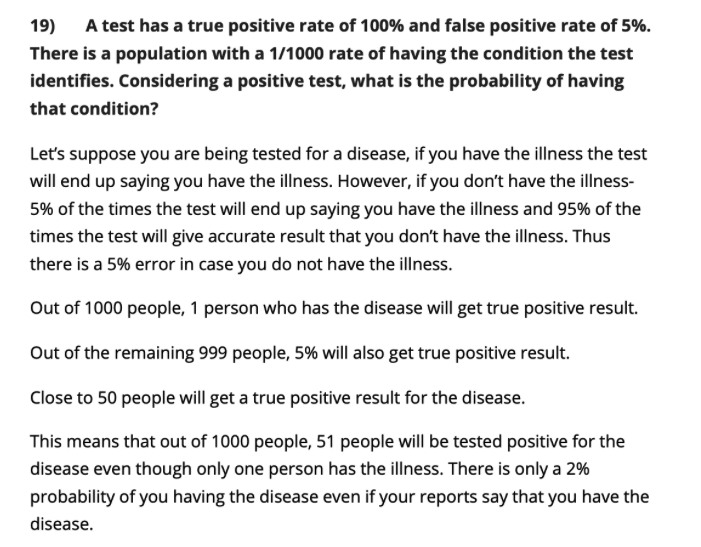 19) A test has a true positive rate of 100% and false positive rate of 5%.
There is a population with a 1/1000 rate of having the condition the test
identifies. Considering a positive test, what is the probability of having
that condition?
Let's suppose you are being tested for a disease, if you have the illness the test
will end up saying you have the illness. However, if you don't have the illness-
5% of the times the test will end up saying you have the illness and 95% of the
times the test will give accurate result that you don't have the illness. Thus
there is a 5% error in case you do not have the illness.
Out of 1000 people, 1 person who has the disease will get true positive result.
Out of the remaining 999 people, 5% will also get true positive result.
Close to 50 people will get a true positive result for the disease.
This means that out of 1000 people, 51 people will be tested positive for the
disease even though only one person has the illness. There is only a 2%
probability of you having the disease even if your reports say that you have the
disease.